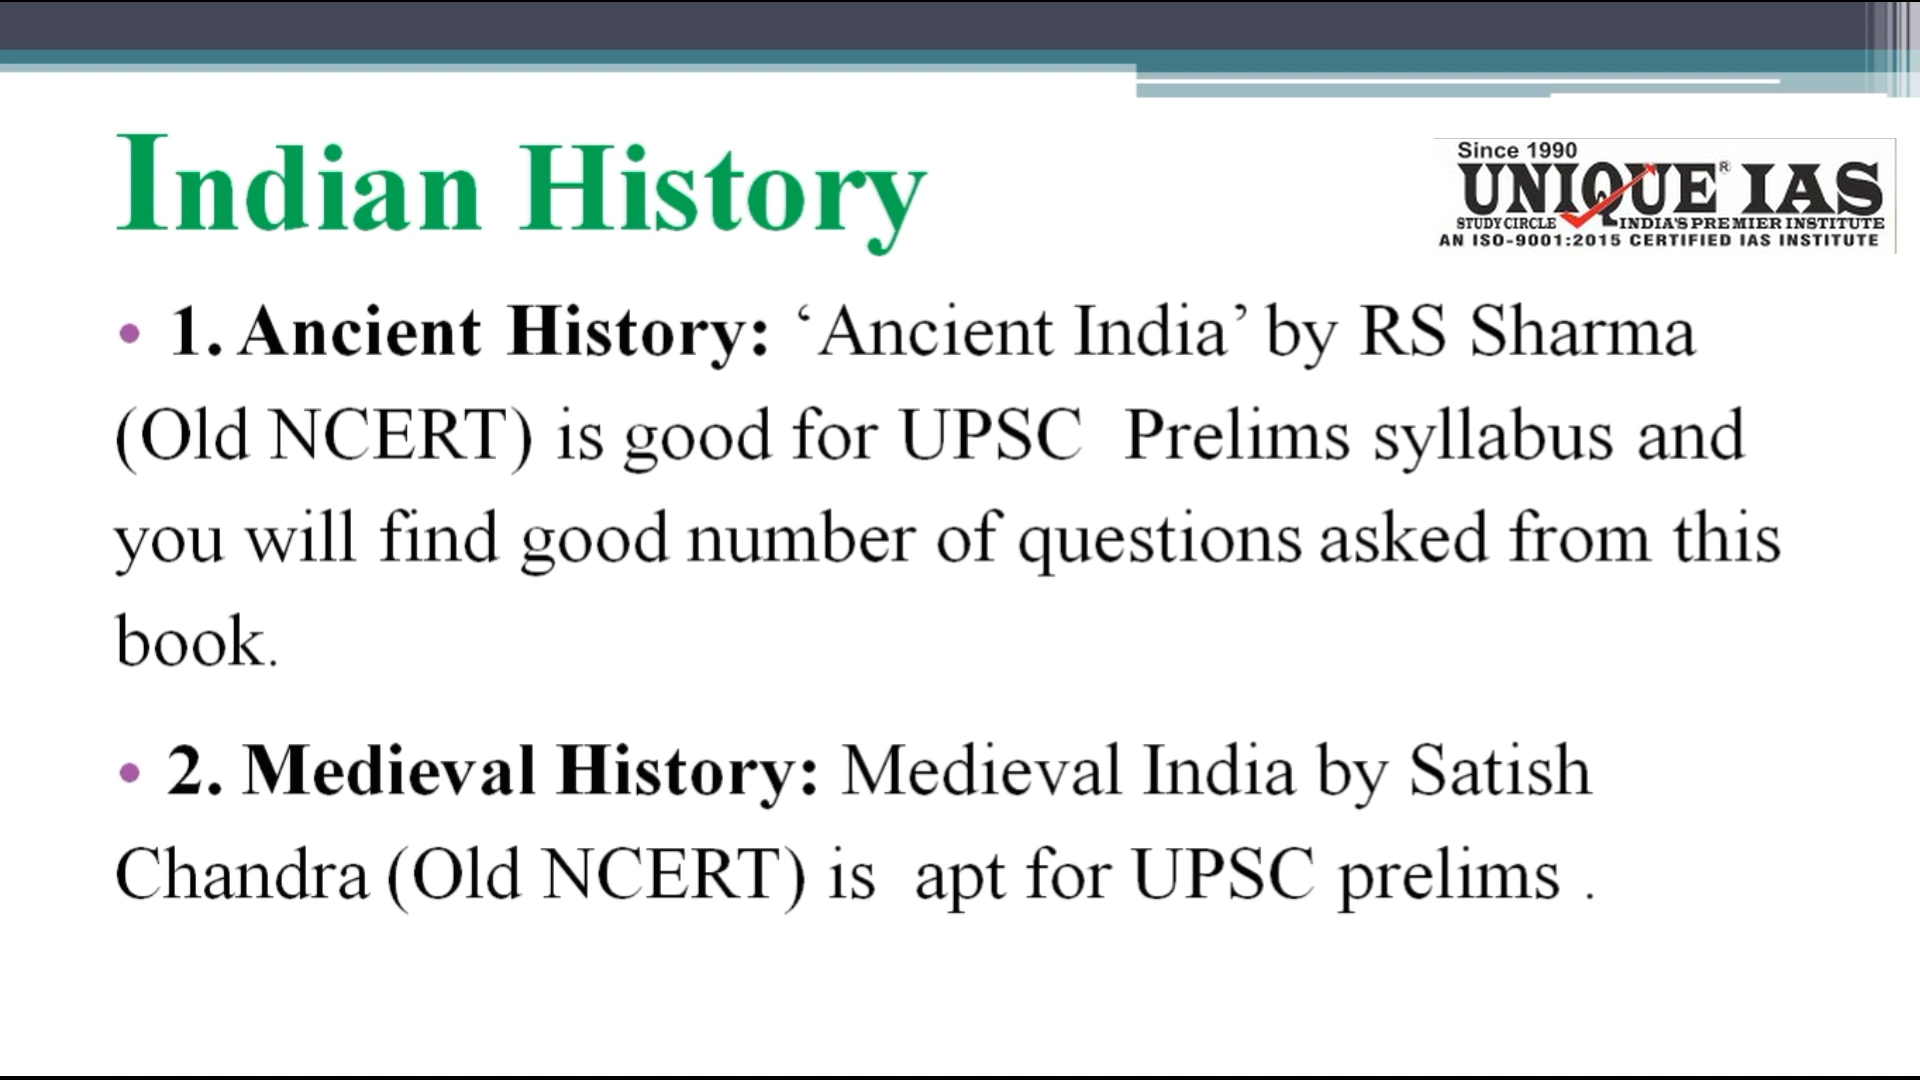 Indian History
Since 1990
UNIQUE® IAS
STUDY CIRCLE INDIA'S PREMIER INSTITUTE
AN ISO-9001:2015 CERTIFIED IAS INSTITUTE
• 1. Ancient History: ‘Ancient India’ by RS Sharma
(Old NCERT) is good for UPSC Prelims syllabus and
you will find good number of questions asked from this
book.
• 2. Medieval History: Medieval India by Satish
Chandra (Old NCERT) is apt for UPSC prelims .